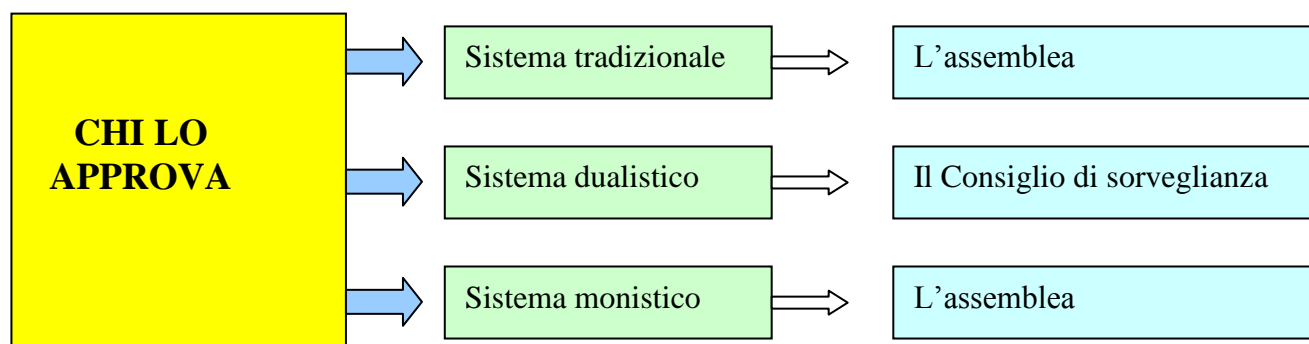 CHI LO
APPROVA
Sistema tradizionale
L’assemblea
Sistema dualistico
Il Consiglio di sorveglianza
Sistema monistico
L’assemblea